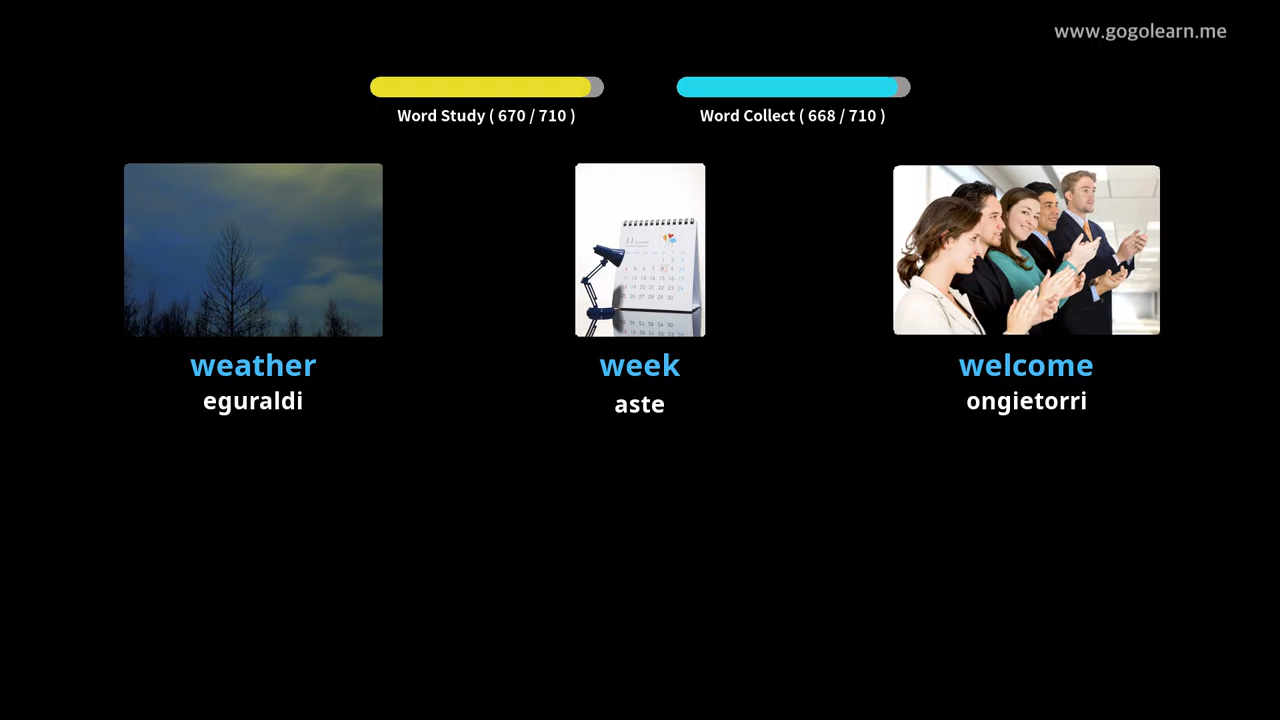 www.gogolearn.me
Word Study ( 670 / 710 )
Word Collect ( 668 / 710 )
weather
week
welcome
eguraldi
aste
ongietorri